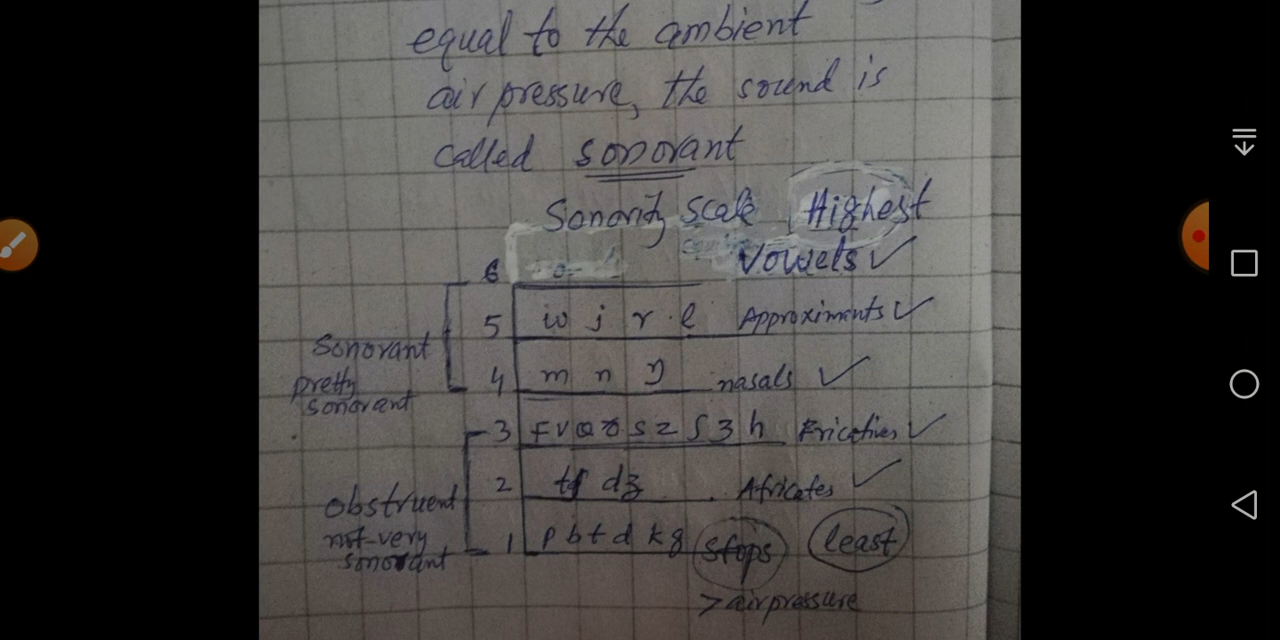 equal to the ambient
air pressure, the sound is
called sonorant
Sonority Scale Highest
6 Vowels ✓
5 w j r l Approximents ✓
Sonorant
4 m n ŋ nasals ✓
pretty
sonorant
3 f v θ ð s z ʃ ʒ h Fricatives ✓
2 tʃ dʒ Africates ✓
obstruent
1 p b t d k g stops least
not-very
sonorant
> air pressure